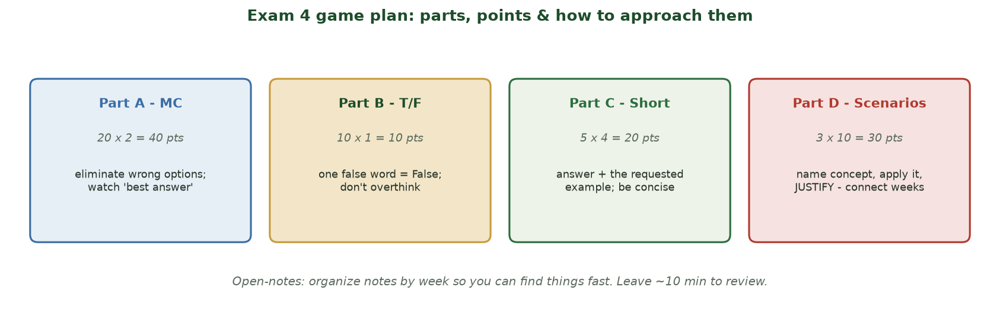 Exam 4 game plan: parts, points & how to approach them
Part A - MC
20 x 2 = 40 pts
eliminate wrong options;
watch 'best answer'
Part B - T/F
10 x 1 = 10 pts
one false word = False;
don't overthink
Part C - Short
5 x 4 = 20 pts
answer + the requested
example; be concise
Part D - Scenarios
3 x 10 = 30 pts
name concept, apply it,
JUSTIFY - connect weeks
Open-notes: organize notes by week so you can find things fast. Leave ~10 min to review.